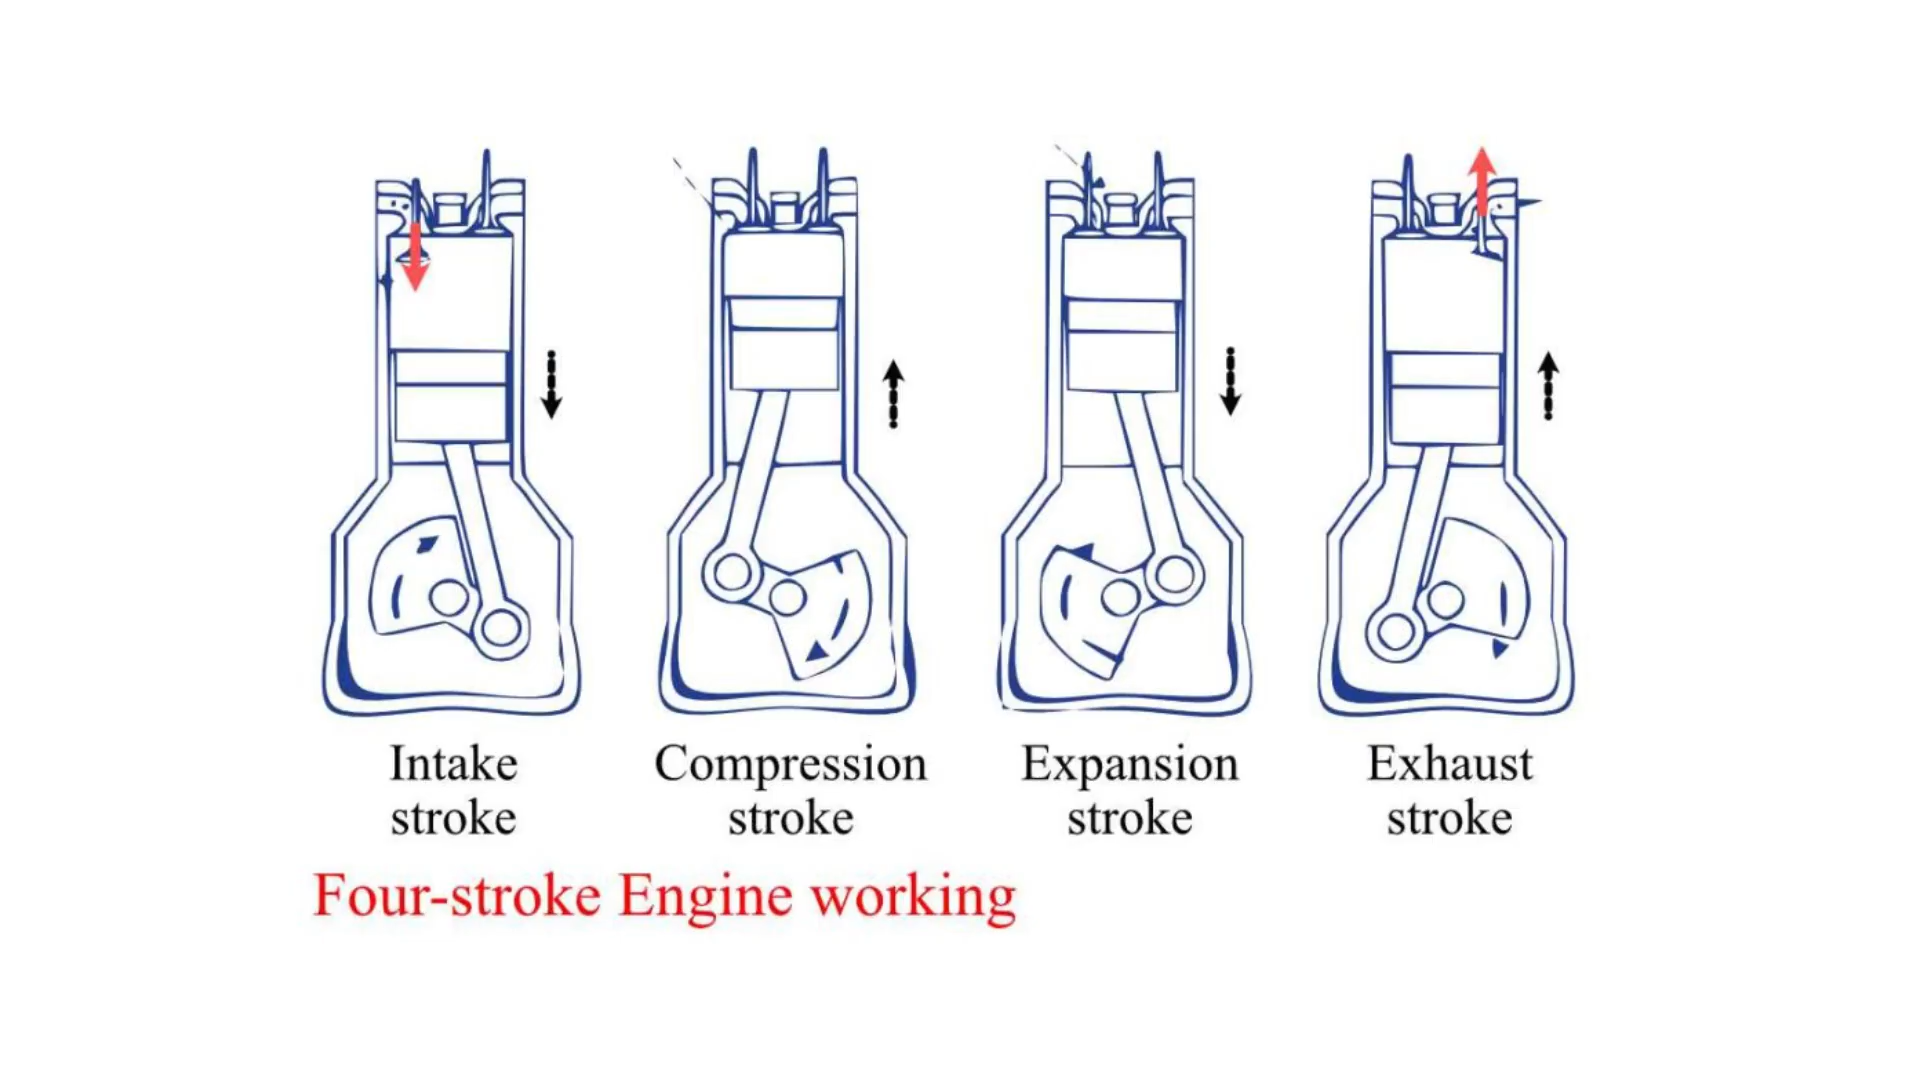 Intake
stroke
Compression
stroke
Expansion
stroke
Exhaust
stroke
Four-stroke Engine working